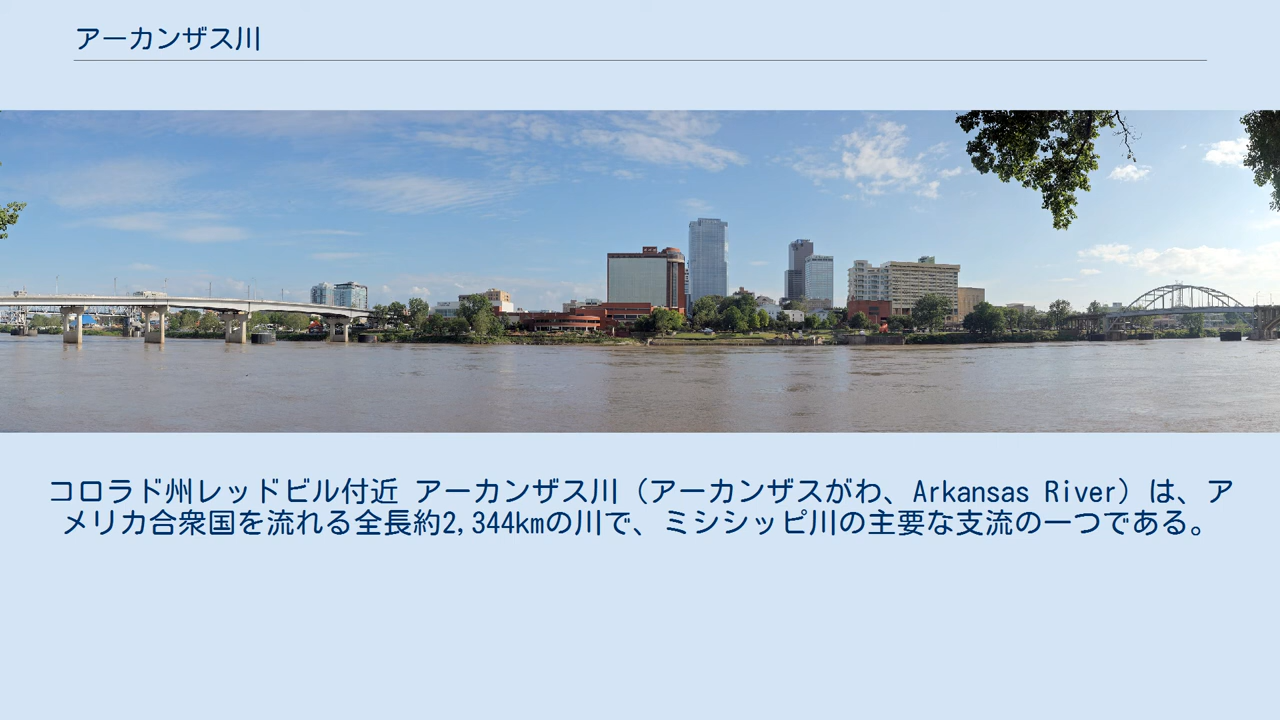 アーカンザス川
コロラド州レッドビル付近 アーカンザス川（アーカンザスがわ、Arkansas River）は、ア
メリカ合衆国を流れる全長約2,344kmの川で、ミシシッピ川の主要な支流の一つである。